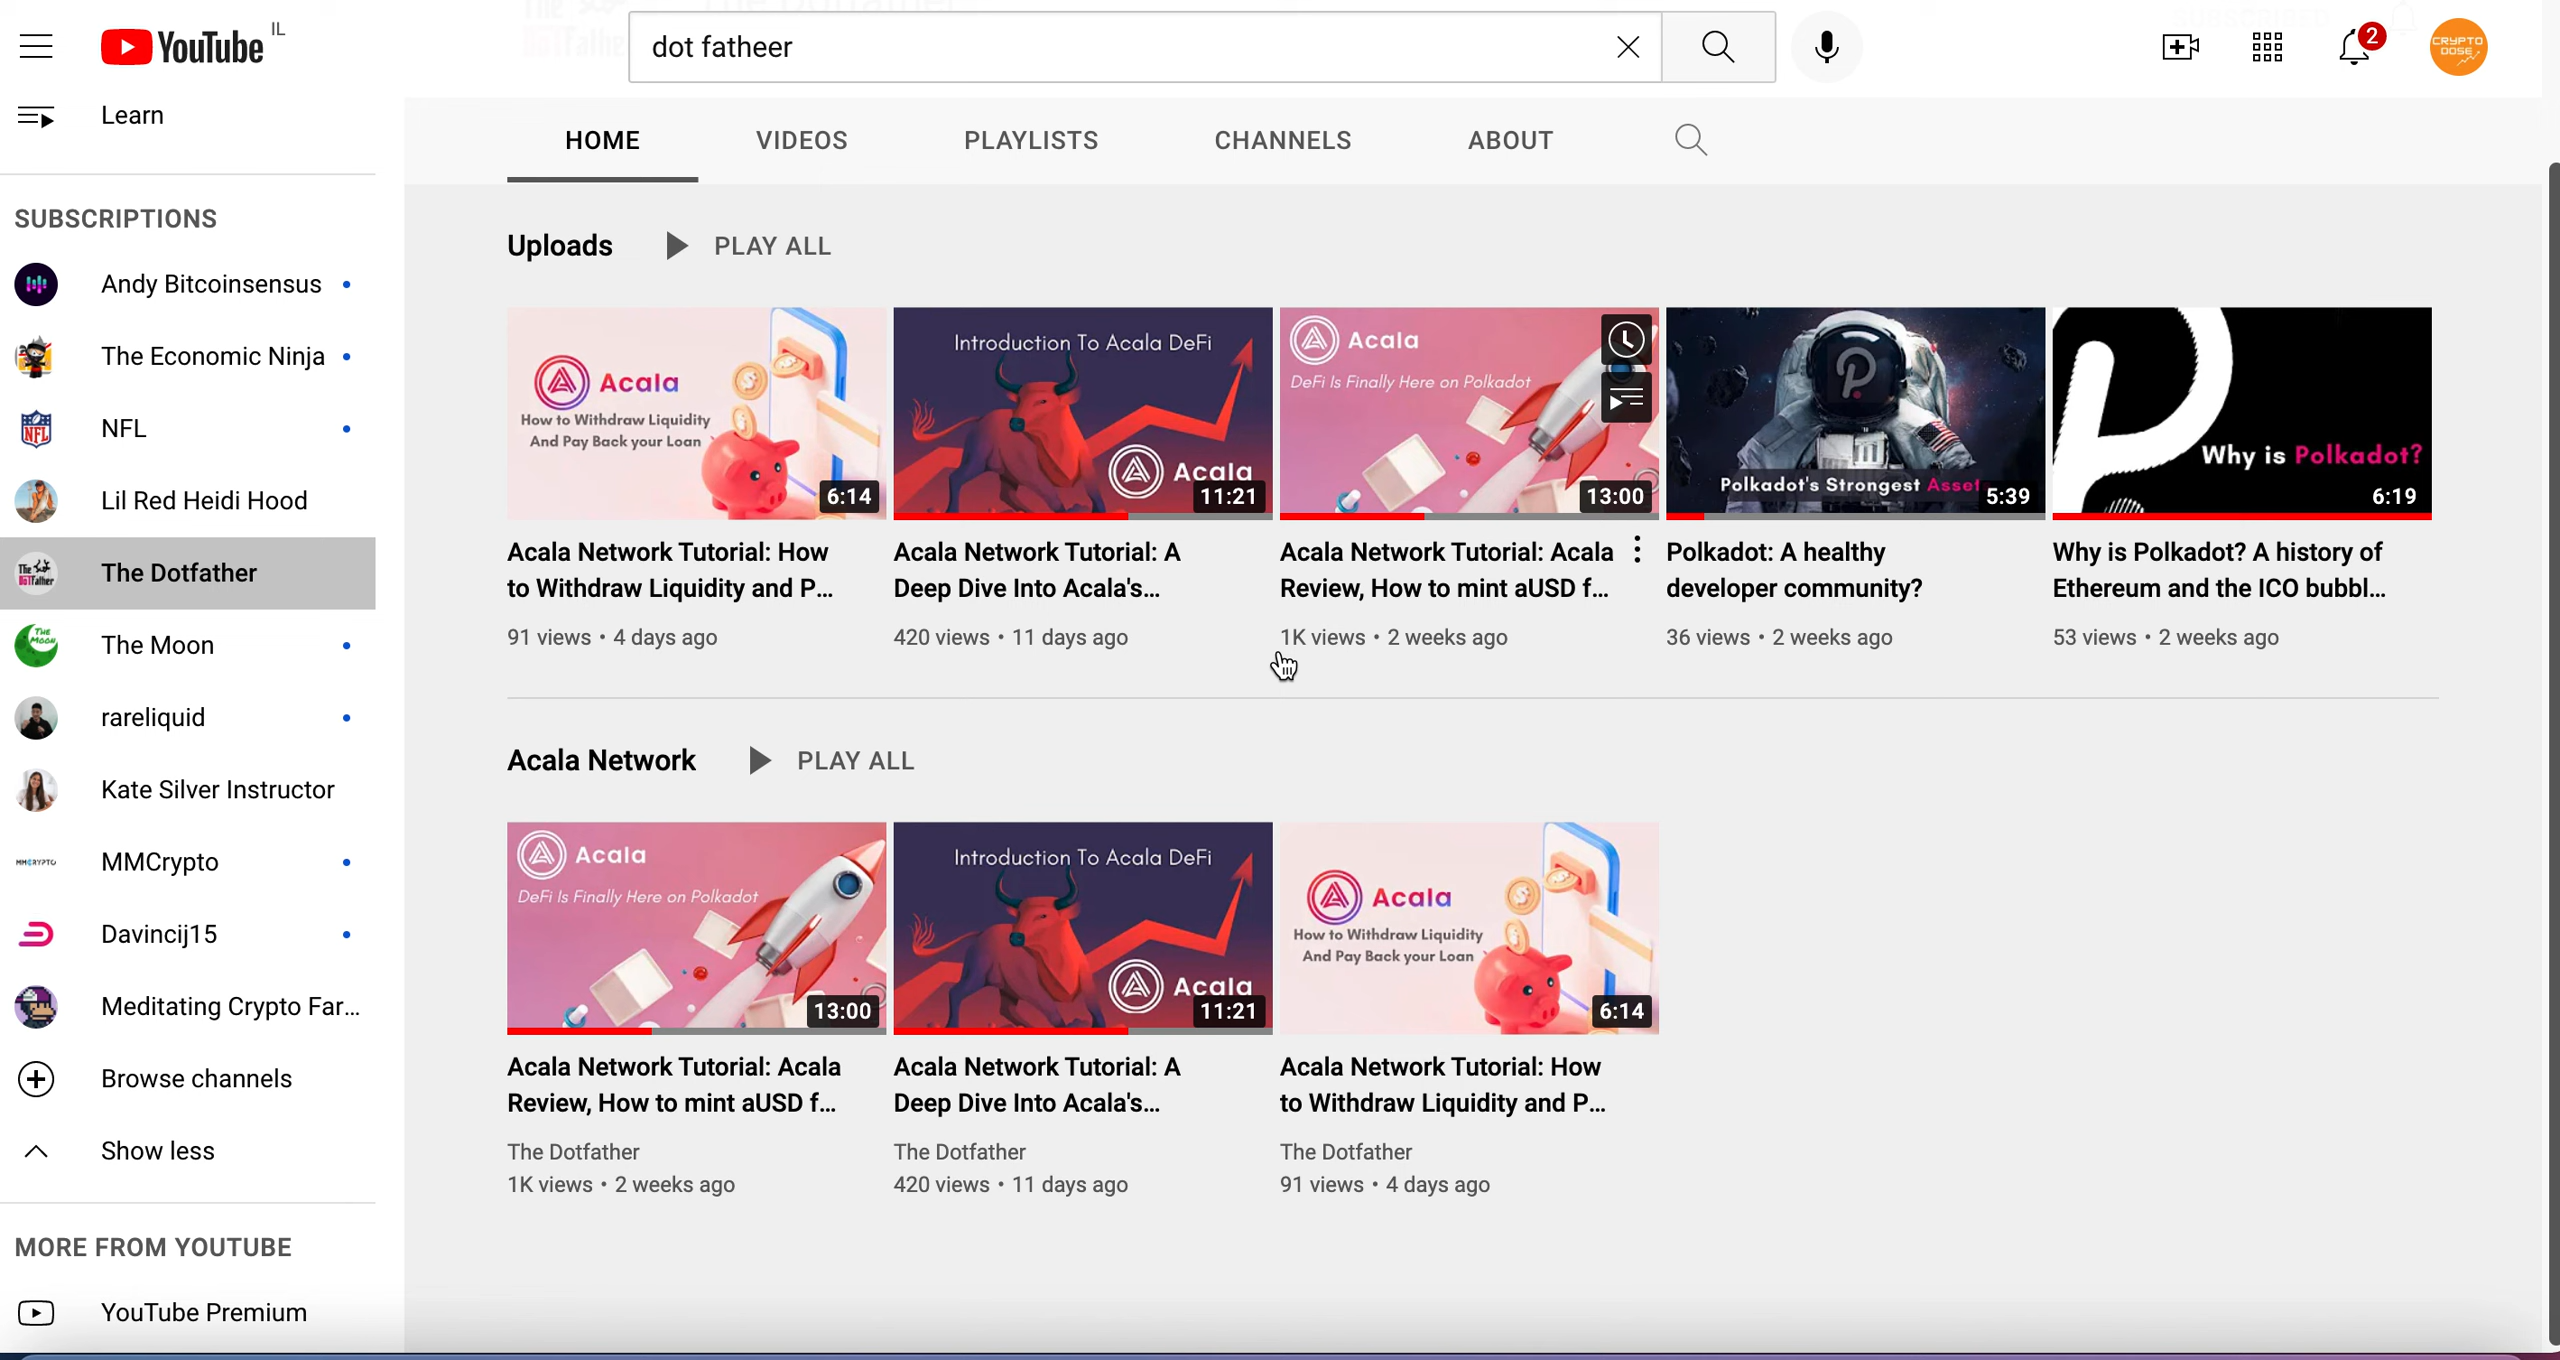 YouTube IL
dot fatheer
2
CRYPTO
DOSE
Learn
HOME VIDEOS PLAYLISTS CHANNELS ABOUT
SUBSCRIPTIONS
Andy Bitcoinsensus
The Economic Ninja
NFL
NFL
Lil Red Heidi Hood
The
DOTFather
The Dotfather
THE
MOON
The Moon
rareliquid
Kate Silver Instructor
MMCRYPTO
MMCrypto
Davincij15
Meditating Crypto Far...
Browse channels
Show less
MORE FROM YOUTUBE
YouTube Premium
Uploads PLAY ALL
Acala
How to Withdraw Liquidity
And Pay Back your Loan
6:14
Acala Network Tutorial: How
to Withdraw Liquidity and P...
91 views • 4 days ago
Introduction To Acala DeFi
Acala
11:21
Acala Network Tutorial: A
Deep Dive Into Acala's...
420 views • 11 days ago
Acala
DeFi Is Finally Here on Polkadot
13:00
Acala Network Tutorial: Acala
Review, How to mint aUSD f...
1K views • 2 weeks ago
Polkadot's Strongest Asset
5:39
Polkadot: A healthy
developer community?
36 views • 2 weeks ago
Why is Polkadot?
6:19
Why is Polkadot? A history of
Ethereum and the ICO bubbl...
53 views • 2 weeks ago
Acala Network PLAY ALL
Acala
DeFi Is Finally Here on Polkadot
13:00
Acala Network Tutorial: Acala
Review, How to mint aUSD f...
The Dotfather
1K views • 2 weeks ago
Introduction To Acala DeFi
Acala
11:21
Acala Network Tutorial: A
Deep Dive Into Acala's...
The Dotfather
420 views • 11 days ago
Acala
How to Withdraw Liquidity
And Pay Back your Loan
6:14
Acala Network Tutorial: How
to Withdraw Liquidity and P...
The Dotfather
91 views • 4 days ago